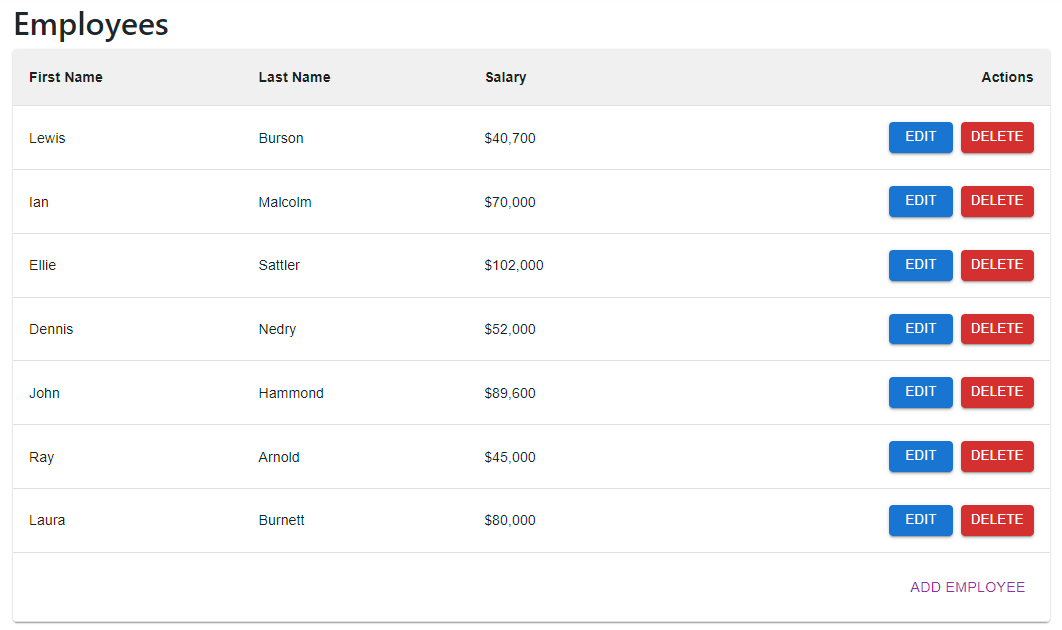 Employees
First Name Last Name Salary Actions
Lewis Burson $40,700 EDIT DELETE
Ian Malcolm $70,000 EDIT DELETE
Ellie Sattler $102,000 EDIT DELETE
Dennis Nedry $52,000 EDIT DELETE
John Hammond $89,600 EDIT DELETE
Ray Arnold $45,000 EDIT DELETE
Laura Burnett $80,000 EDIT DELETE
ADD EMPLOYEE